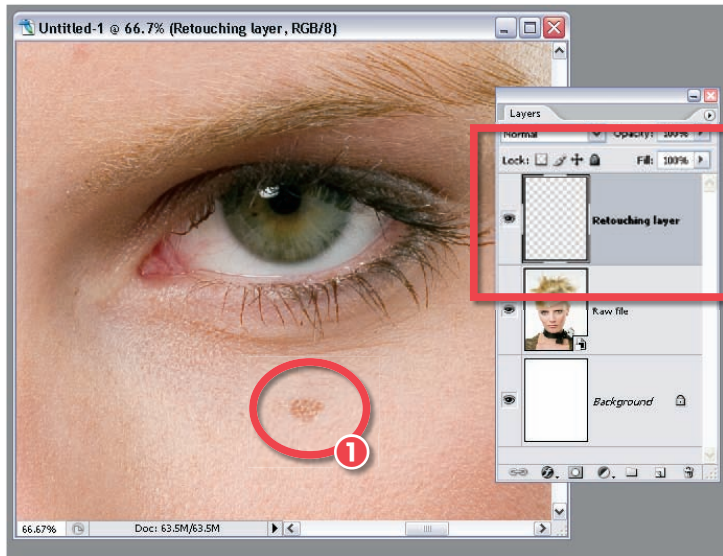 Untitled-1 @ 66.7% (Retouching layer, RGB/8)
Layers
Normal
Opacity: 100%
Lock:
Fill: 100%
Retouching layer
Raw file
Background
1
66.67%
Doc: 63.5M/63.5M